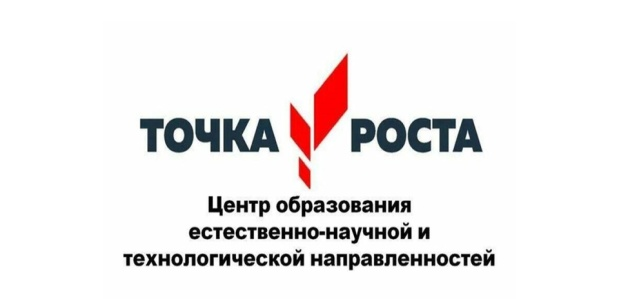 ТОЧКА РОСТА
Центр образования
естественно-научной и
технологической направленностей